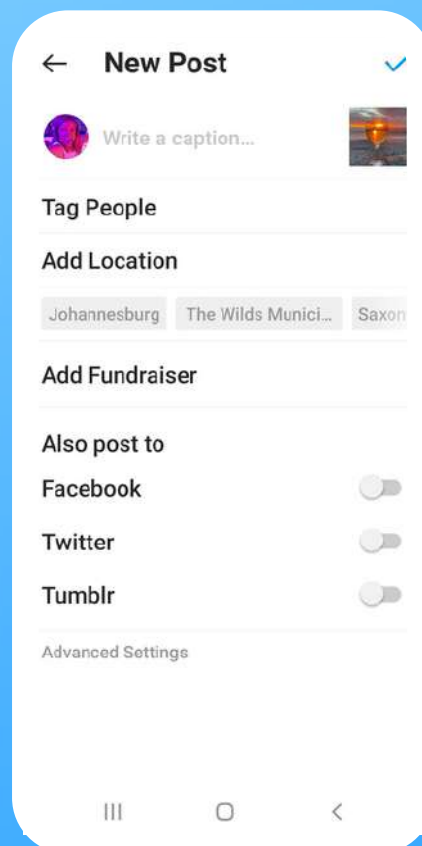 New Post
Write a caption...
Tag People
Add Location
Johannesburg The Wilds Munici... Saxon
Add Fundraiser
Also post to
Facebook
Twitter
Tumblr
Advanced Settings